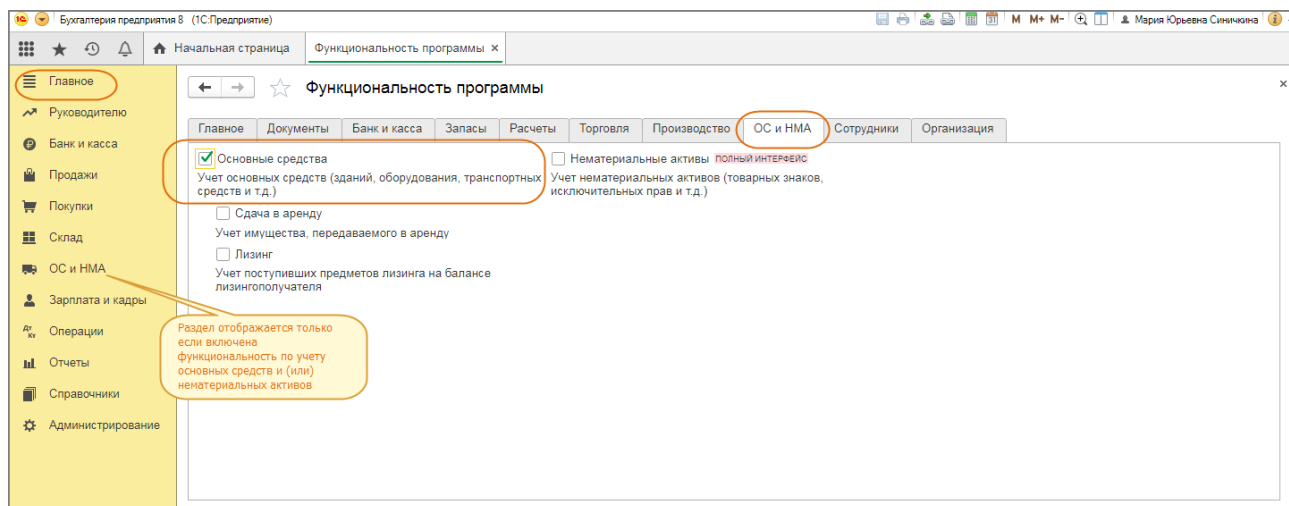 Бухгалтерия предприятия 8 (1С:Предприятие)
M M+ M- Мария Юрьевна Синичкина
Начальная страница
Функциональность программы ×
Главное
Руководителю
Банк и касса
Продажи
Покупки
Склад
ОС и НМА
Зарплата и кадры
Операции
Отчеты
Справочники
Администрирование
Функциональность программы
Главное Документы Банк и касса Запасы Расчеты Торговля Производство ОС и НМА Сотрудники Организация
Основные средства
Учет основных средств (зданий, оборудования, транспортных
средств и т.д.)
Сдача в аренду
Учет имущества, передаваемого в аренду
Лизинг
Учет поступивших предметов лизинга на балансе
лизингополучателя
Нематериальные активы ПОЛНЫЙ ИНТЕРФЕЙС
Учет нематериальных активов (товарных знаков,
исключительных прав и т.д.)
Раздел отображается только
если включена
функциональность по учету
основных средств и (или)
нематериальных активов